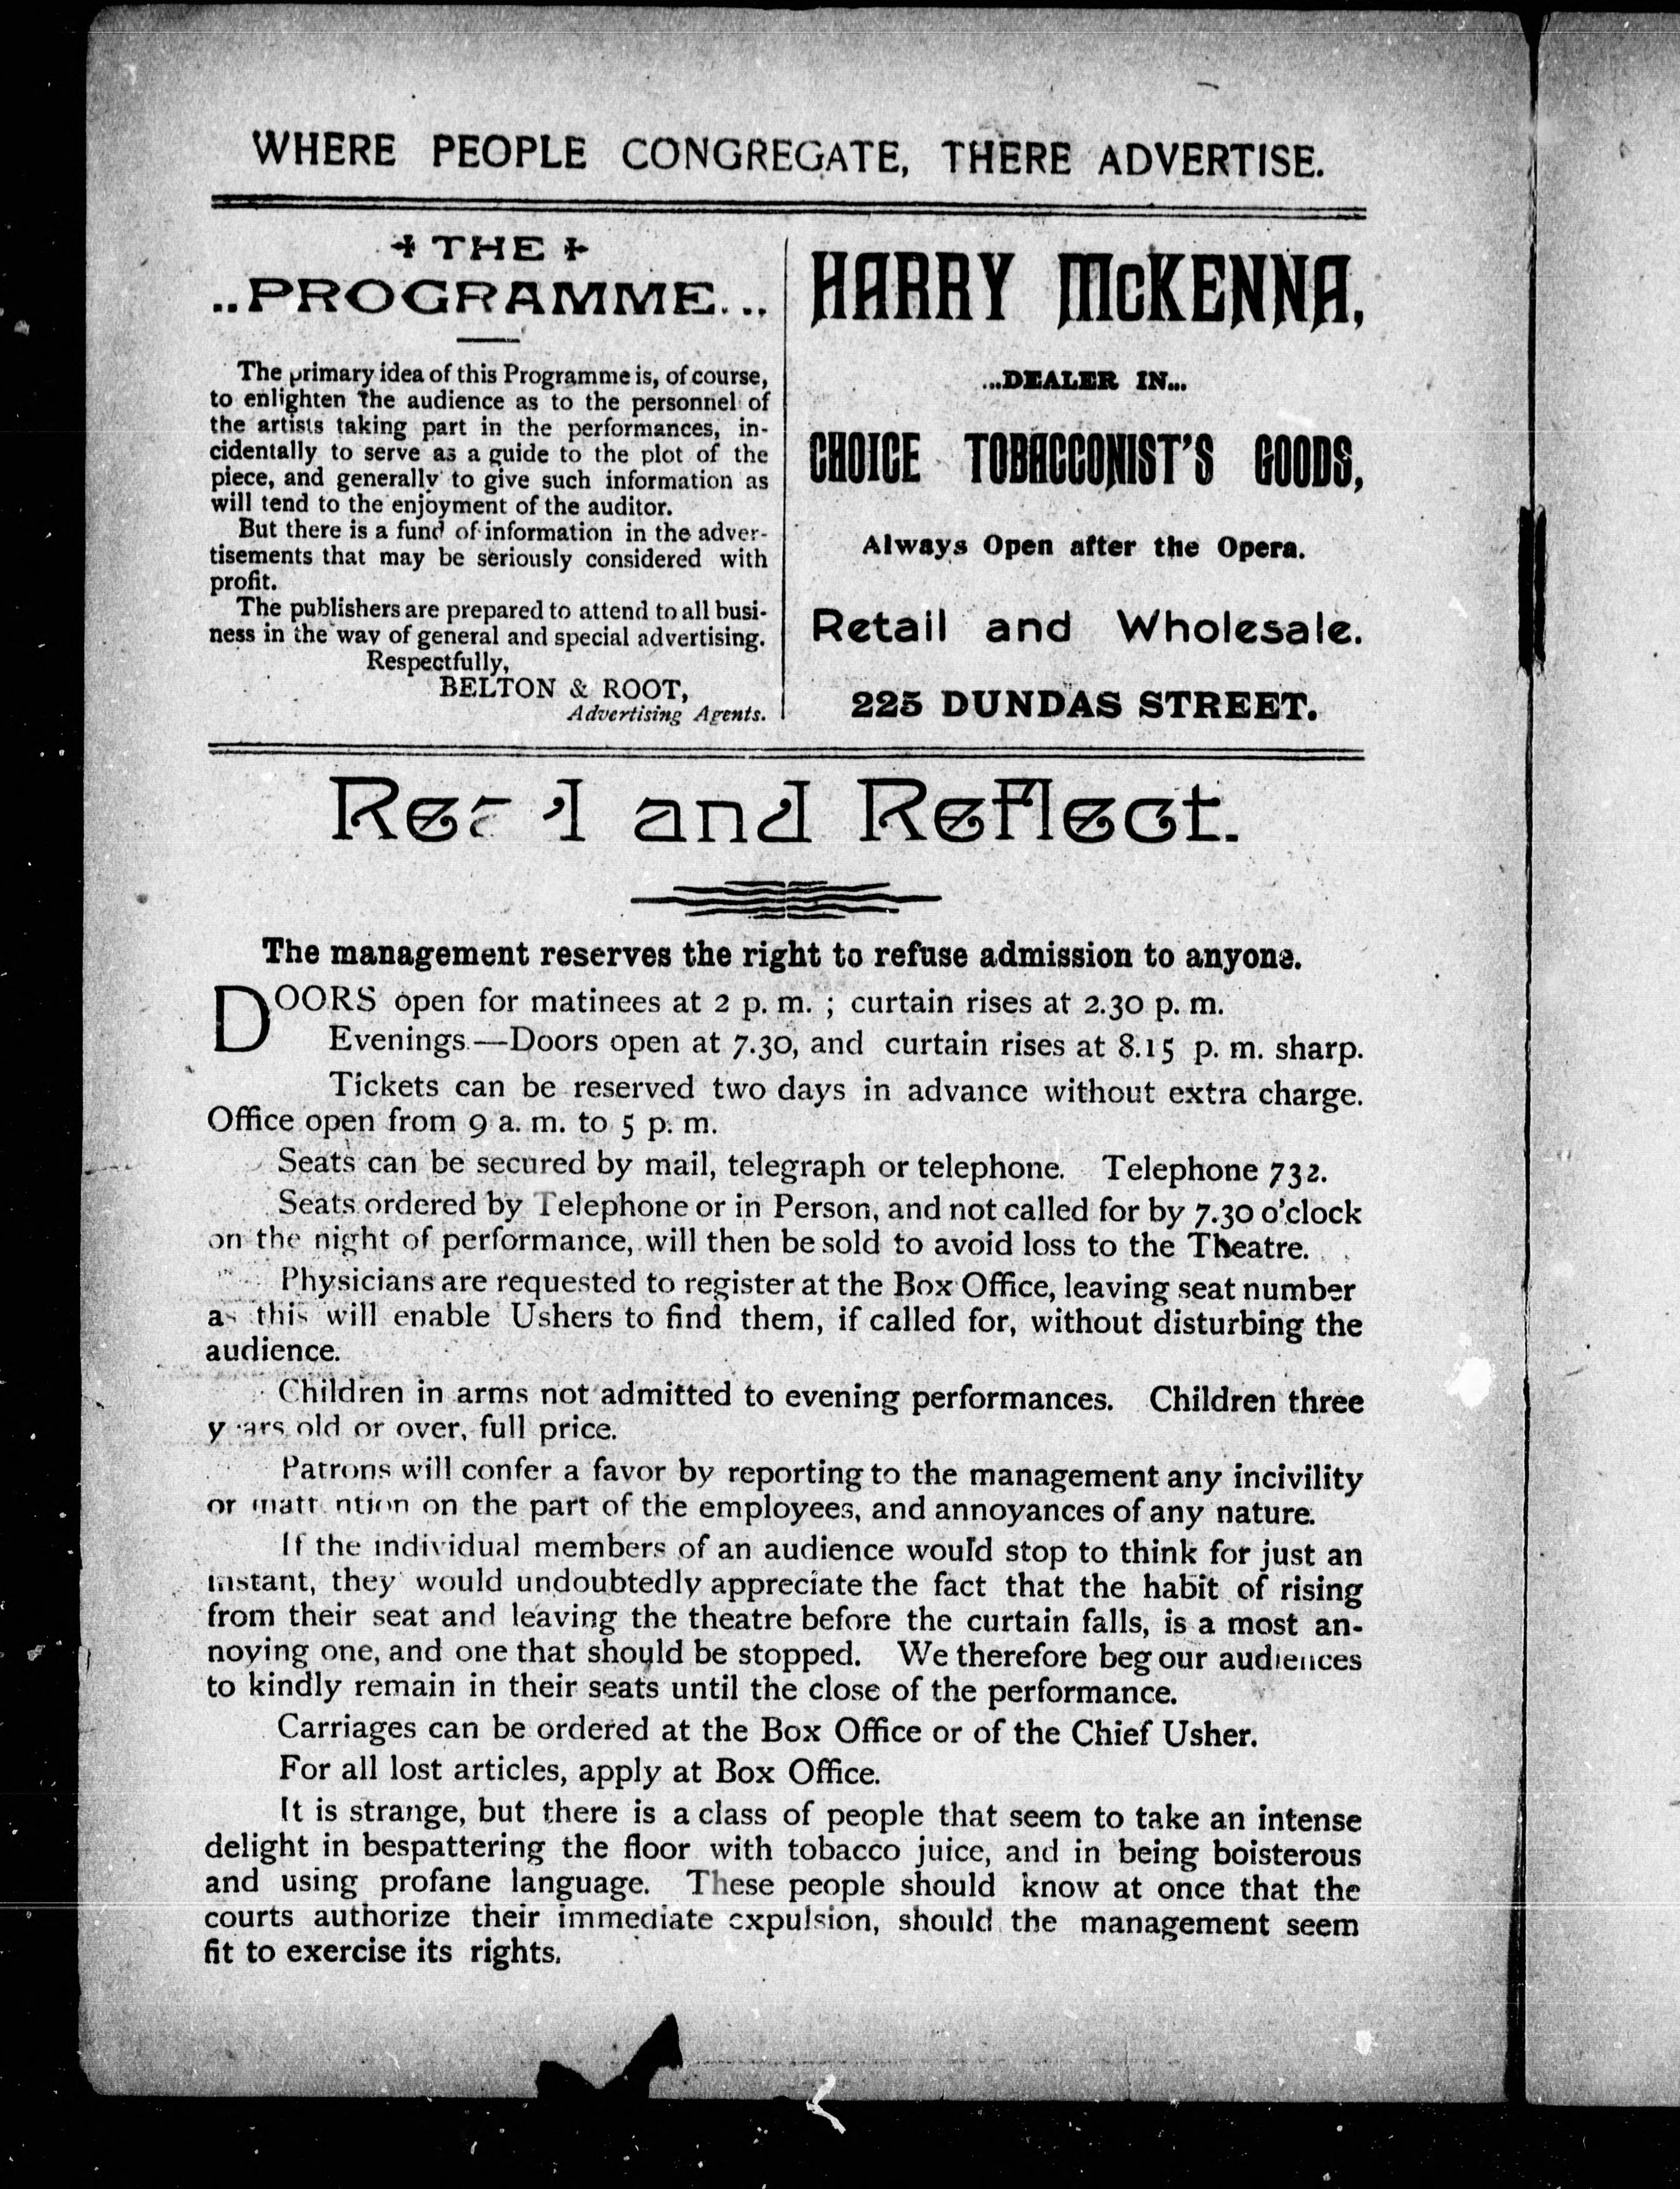 WHERE PEOPLE CONGREGATE, THERE ADVERTISE.
THE
..PROGRAMME...
The primary idea of this Programme is, of course,
to enlighten the audience as to the personnel of
the artists taking part in the performances, in-
cidentally to serve as a guide to the plot of the
piece, and generally to give such information as
will tend to the enjoyment of the auditor.
But there is a fund of information in the adver-
tisements that may be seriously considered with
profit.
The publishers are prepared to attend to all busi-
ness in the way of general and special advertising.
Respectfully,
BELTON & ROOT,
Advertising Agents.
HARRY McKENNA,
...DEALER IN...
CHOICE TOBACCONIST'S GOODS,
Always Open after the Opera.
Retail and Wholesale.
225 DUNDAS STREET.
Read and Reflect.
The management reserves the right to refuse admission to anyone.
DOORS open for matinees at 2 p. m. ; curtain rises at 2.30 p. m.
Evenings.—Doors open at 7.30, and curtain rises at 8.15 p. m. sharp.
Tickets can be reserved two days in advance without extra charge.
Office open from 9 a. m. to 5 p. m.
Seats can be secured by mail, telegraph or telephone. Telephone 732.
Seats ordered by Telephone or in Person, and not called for by 7.30 o'clock
on the night of performance, will then be sold to avoid loss to the Theatre.
Physicians are requested to register at the Box Office, leaving seat number
as this will enable Ushers to find them, if called for, without disturbing the
audience.
Children in arms not admitted to evening performances. Children three
years old or over, full price.
Patrons will confer a favor by reporting to the management any incivility
or inattention on the part of the employees, and annoyances of any nature.
If the individual members of an audience would stop to think for just an
instant, they would undoubtedly appreciate the fact that the habit of rising
from their seat and leaving the theatre before the curtain falls, is a most an-
noying one, and one that should be stopped. We therefore beg our audiences
to kindly remain in their seats until the close of the performance.
Carriages can be ordered at the Box Office or of the Chief Usher.
For all lost articles, apply at Box Office.
It is strange, but there is a class of people that seem to take an intense
delight in bespattering the floor with tobacco juice, and in being boisterous
and using profane language. These people should know at once that the
courts authorize their immediate expulsion, should the management seem
fit to exercise its rights.